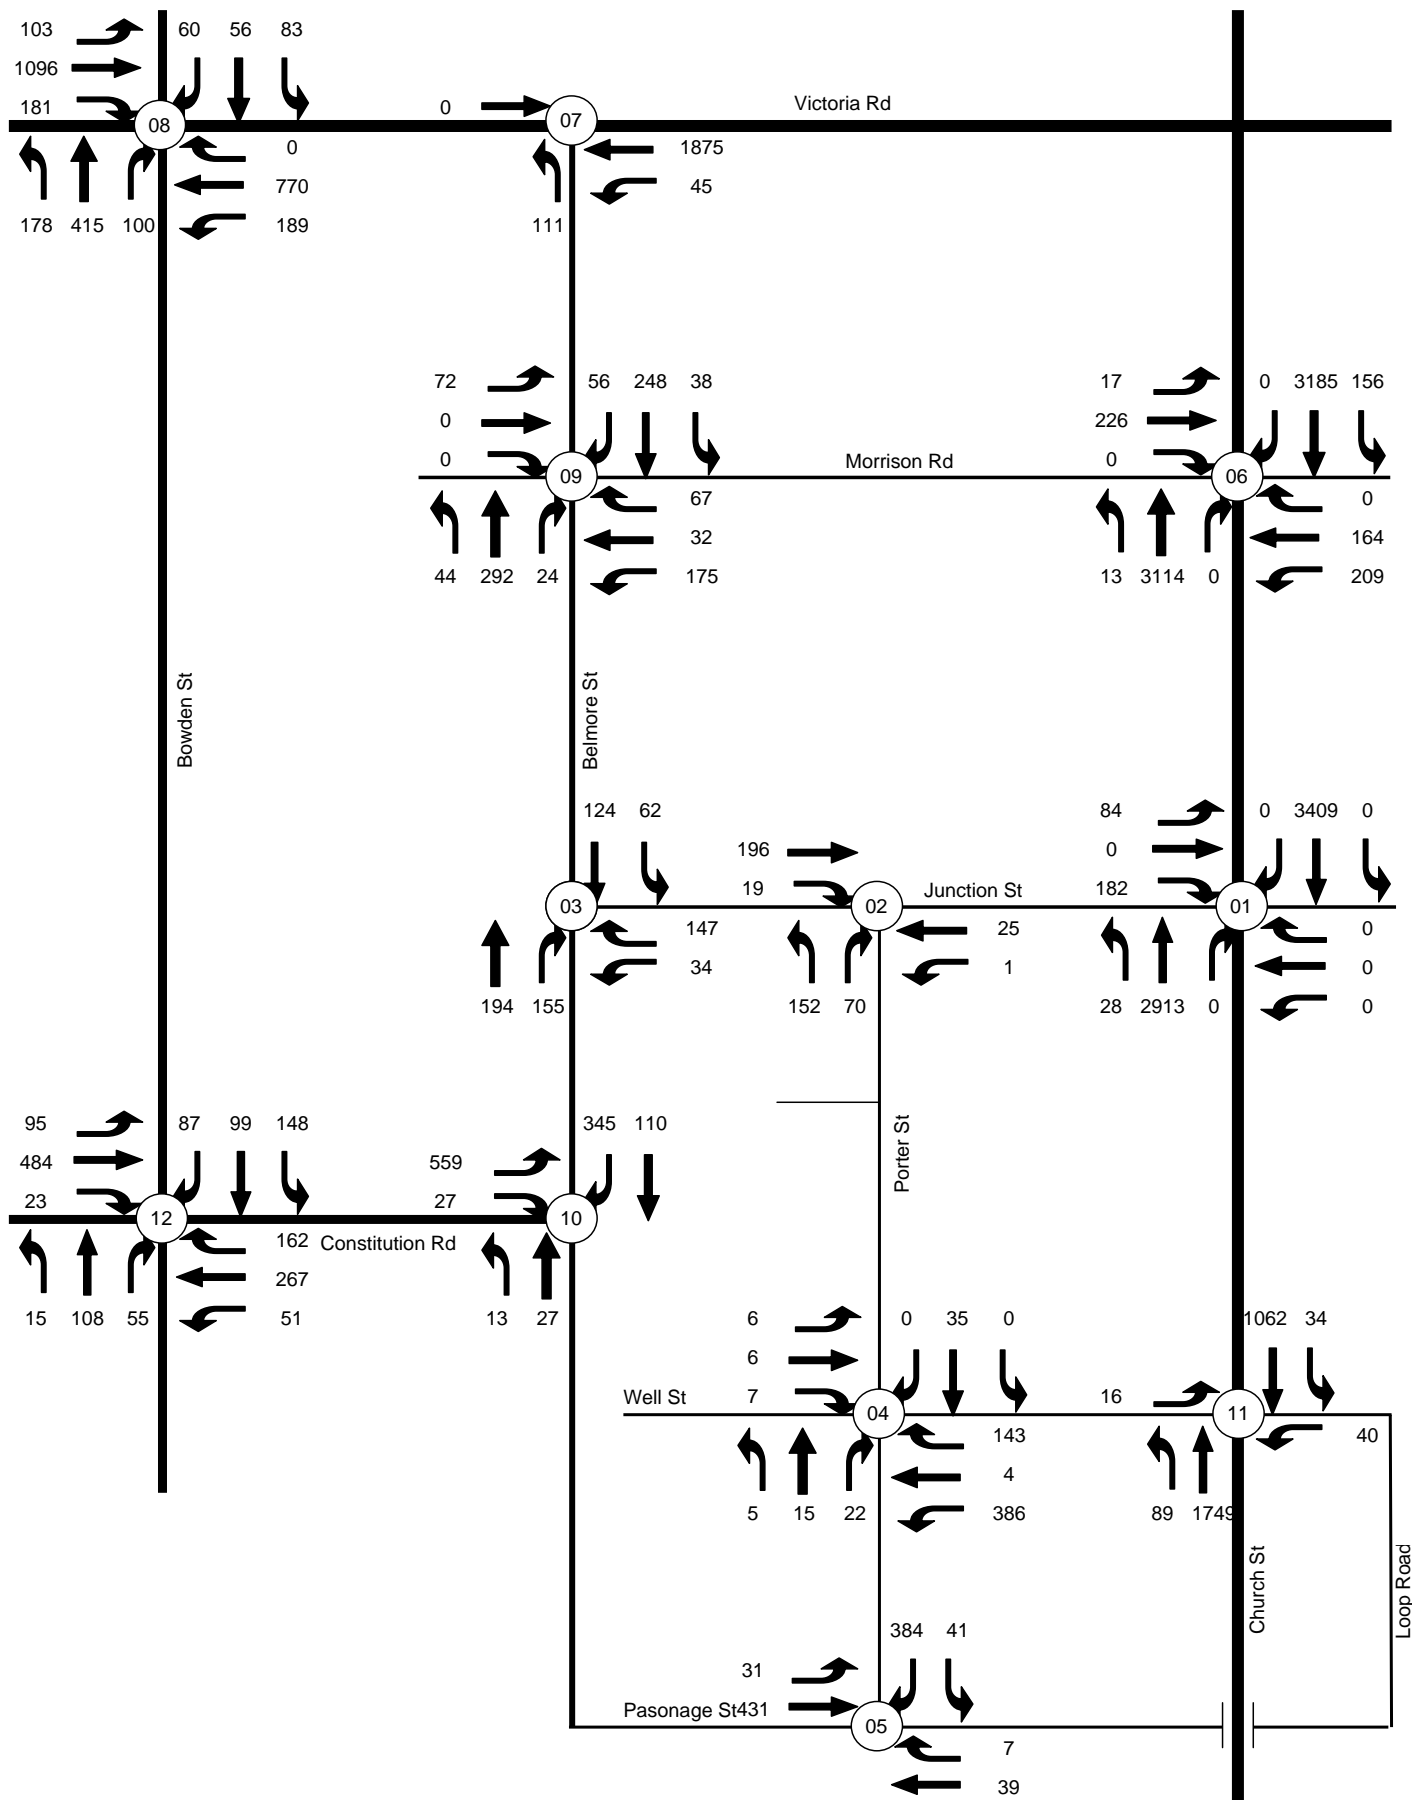 103 60 56 83
1096
181
08
0
770
189
178 415 100
0
07
Victoria Rd
1875
45
111
72 56 248 38
0
0
09
Morrison Rd
67
32
175
44 292 24
17 0 3185 156
226
0
06
0
164
209
13 3114 0
Bowden St
Belmore St
124 62
03
147
34
194 155
196
19
02
Junction St
25
1
152 70
84 0 3409 0
0
182
01
0
0
0
28 2913 0
95 87 99 148
484
23
12
162
267
51
15 108 55
Constitution Rd
345 110
559
27
10
13 27
Porter St
6 0 35 0
6
Well St 7
04
143
4
386
5 15 22
1062 34
16
11
40
89 1749
Church St
Loop Road
384 41
31
Pasonage St431
05
7
39